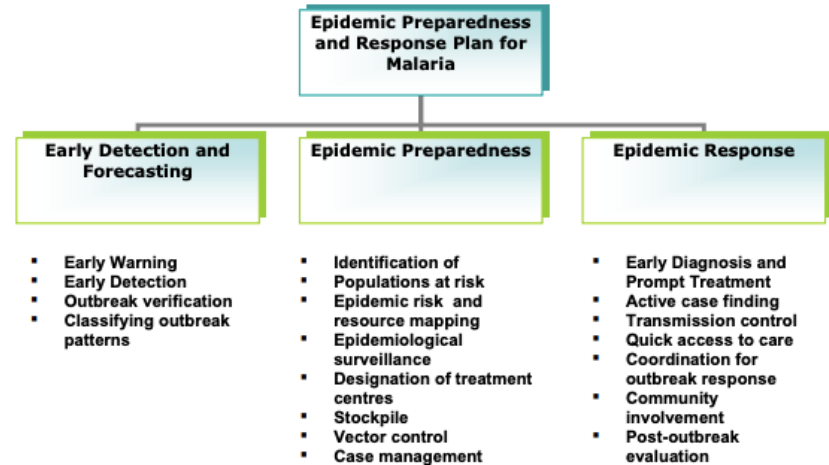 Epidemic Preparedness
and Response Plan for
Malaria
Early Detection and
Forecasting
Epidemic Preparedness
Epidemic Response
▪ Early Warning
▪ Early Detection
▪ Outbreak verification
▪ Classifying outbreak
patterns
▪ Identification of
▪ Populations at risk
▪ Epidemic risk and
resource mapping
▪ Epidemiological
surveillance
▪ Designation of treatment
centres
▪ Stockpile
▪ Vector control
▪ Case management
▪ Early Diagnosis and
Prompt Treatment
▪ Active case finding
▪ Transmission control
▪ Quick access to care
▪ Coordination for
outbreak response
▪ Community
involvement
▪ Post-outbreak
evaluation